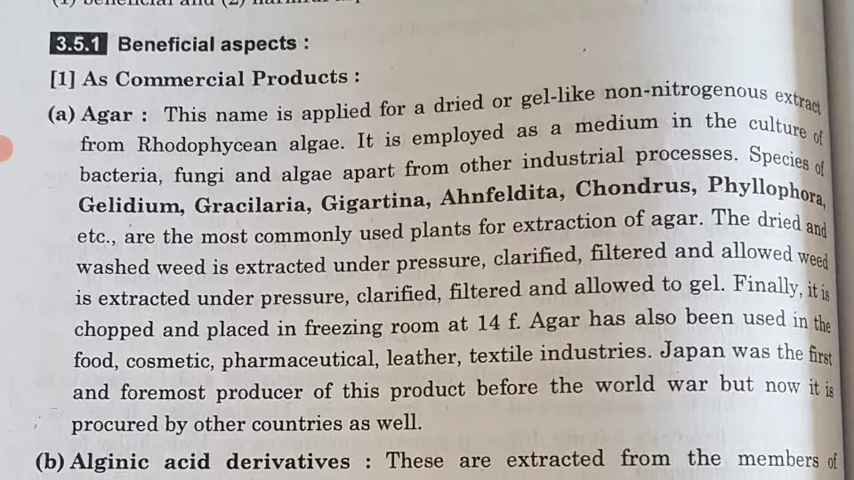 3.5.1 Beneficial aspects :
[1] As Commercial Products :
(a) Agar : This name is applied for a dried or gel-like non-nitrogenous extract
from Rhodophycean algae. It is employed as a medium in the culture of
bacteria, fungi and algae apart from other industrial processes. Species of
Gelidium, Gracilaria, Gigartina, Ahnfeldita, Chondrus, Phyllophora,
etc., are the most commonly used plants for extraction of agar. The dried and
washed weed is extracted under pressure, clarified, filtered and allowed weed
is extracted under pressure, clarified, filtered and allowed to gel. Finally, it is
chopped and placed in freezing room at 14 f. Agar has also been used in the
food, cosmetic, pharmaceutical, leather, textile industries. Japan was the first
and foremost producer of this product before the world war but now it is
procured by other countries as well.
(b) Alginic acid derivatives : These are extracted from the members of